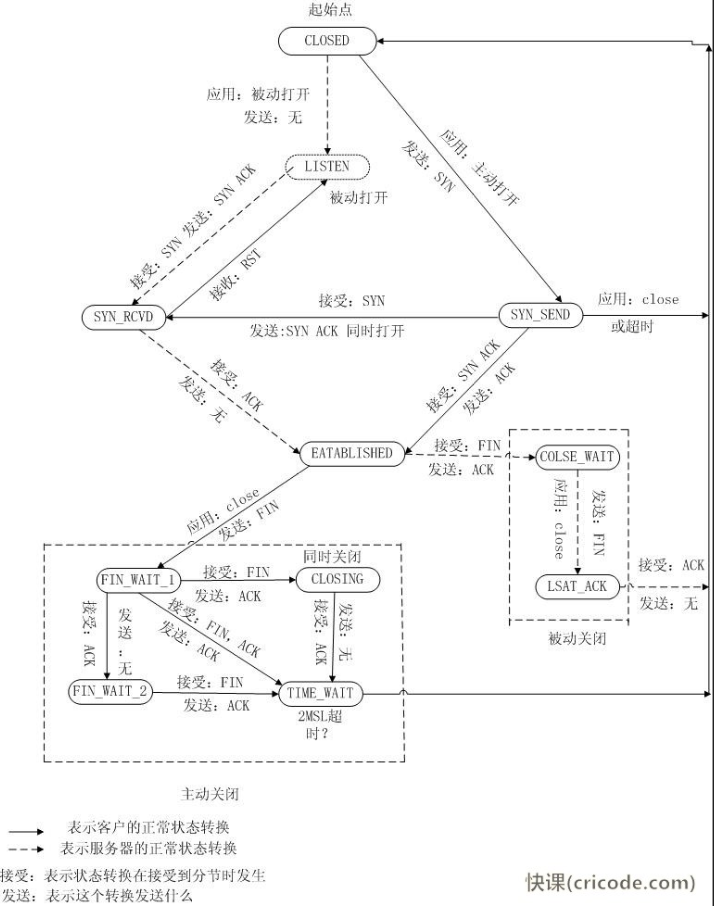 起始点
CLOSED
应用：被动打开
发送：无
应用：主动打开
发送：SYN
LISTEN
被动打开
接受：SYN 发送：SYN ACK
接收：RST
SYN_RCVD
接受：SYN
发送:SYN ACK 同时打开
SYN_SEND
应用：close
或超时
接受：ACK
发送：无
接受：SYN ACK
发送：ACK
EATABLISHED
接受：FIN
发送：ACK
COLSE_WAIT
应用：close
发送：FIN
LSAT_ACK
接受：ACK
发送：无
被动关闭
应用：close
发送：FIN
同时关闭
FIN_WAIT_1
接受：FIN
发送：ACK
CLOSING
接受：ACK
发送：无
接受：FIN，ACK
发送：ACK
接受：ACK
发送：无
FIN_WAIT_2
接受：FIN
发送：ACK
TIME_WAIT
2MSL超
时？
主动关闭
表示客户的正常状态转换
表示服务器的正常状态转换
接受：表示状态转换在接受到分节时发生
发送：表示这个转换发送什么
快课(cricode.com)